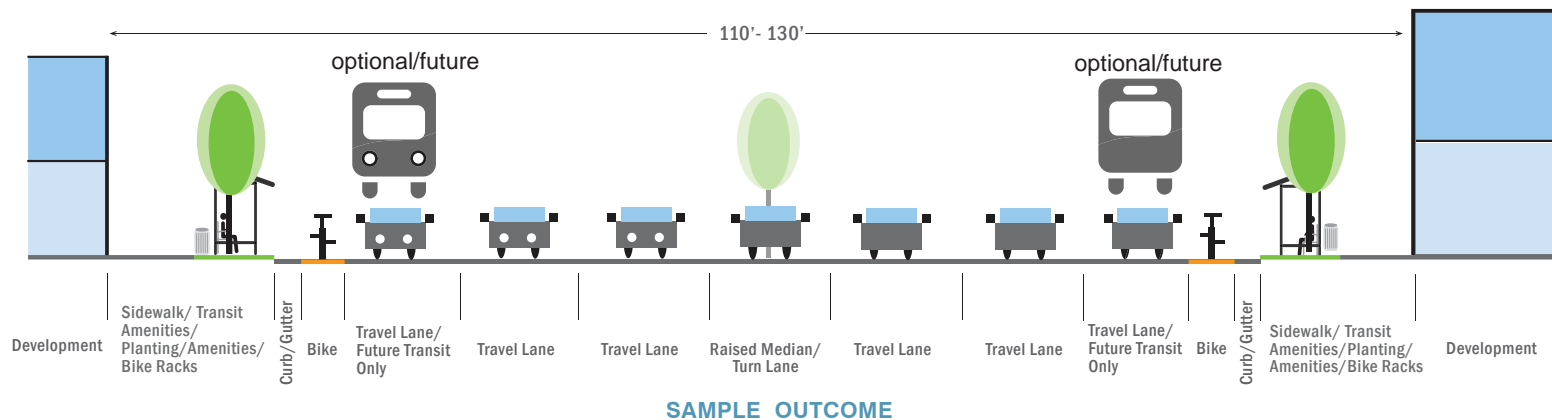 110’- 130’
optional/future
optional/future
Development
Sidewalk/ Transit
Amenities/
Planting/Amenities/
Bike Racks
Curb/Gutter
Bike
Travel Lane/
Future Transit
Only
Travel Lane
Travel Lane
Raised Median/
Turn Lane
Travel Lane
Travel Lane
Travel Lane/
Future Transit
Only
Bike
Curb/Gutter
Sidewalk/ Transit
Amenities/Planting/
Amenities/Bike Racks
Development
SAMPLE OUTCOME